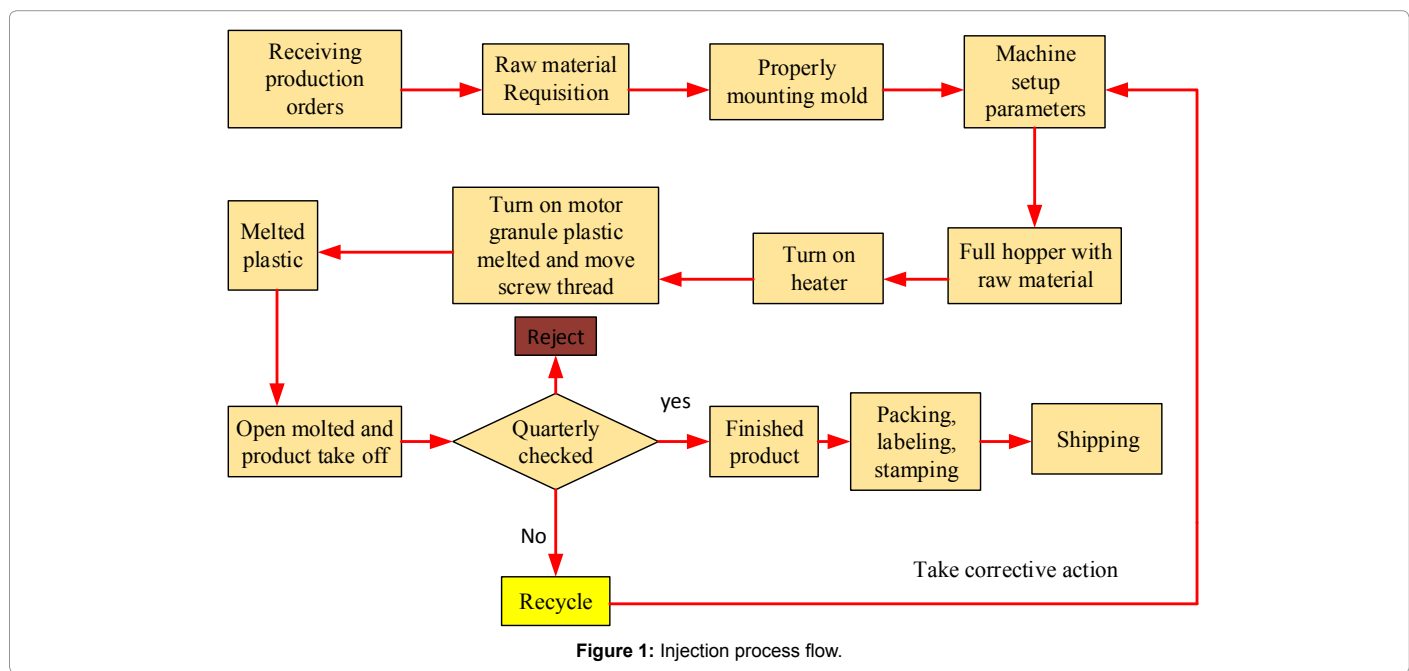 Receiving
production
orders
Raw material
Requisition
Properly
mounting mold
Machine
setup
parameters
Melted
plastic
Turn on motor
granule plastic
melted and move
screw thread
Turn on
heater
Full hopper with
raw material
Reject
Open molted and
product take off
Quarterly
checked
yes
Finished
product
Packing,
labeling,
stamping
Shipping
No
Recycle
Take corrective action
Figure 1: Injection process flow.